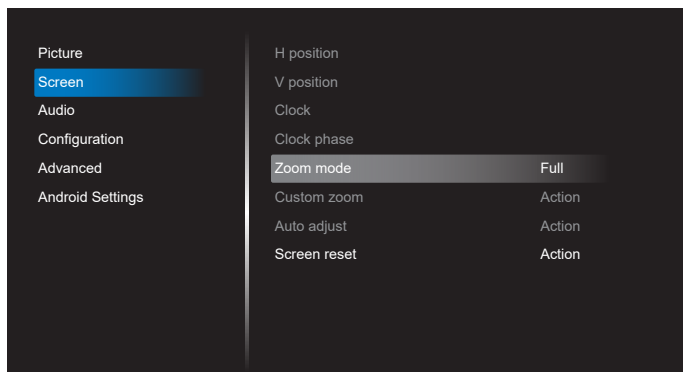 Picture
Screen
Audio
Configuration
Advanced
Android Settings
H position
V position
Clock
Clock phase
Zoom mode Full
Custom zoom Action
Auto adjust Action
Screen reset Action